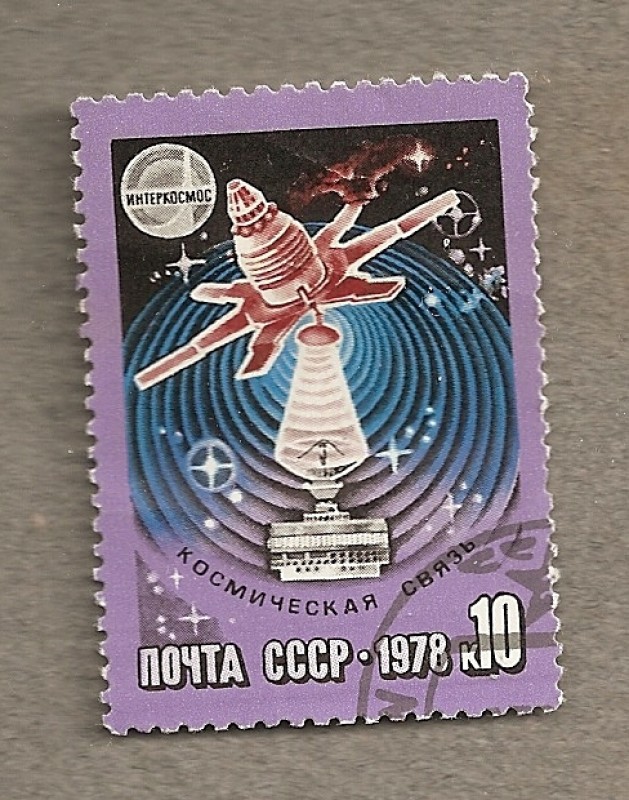 ИНТЕРКОСМОС
КОСМИЧЕСКАЯ СВЯЗЬ
ПОЧТА СССР • 1978 к10